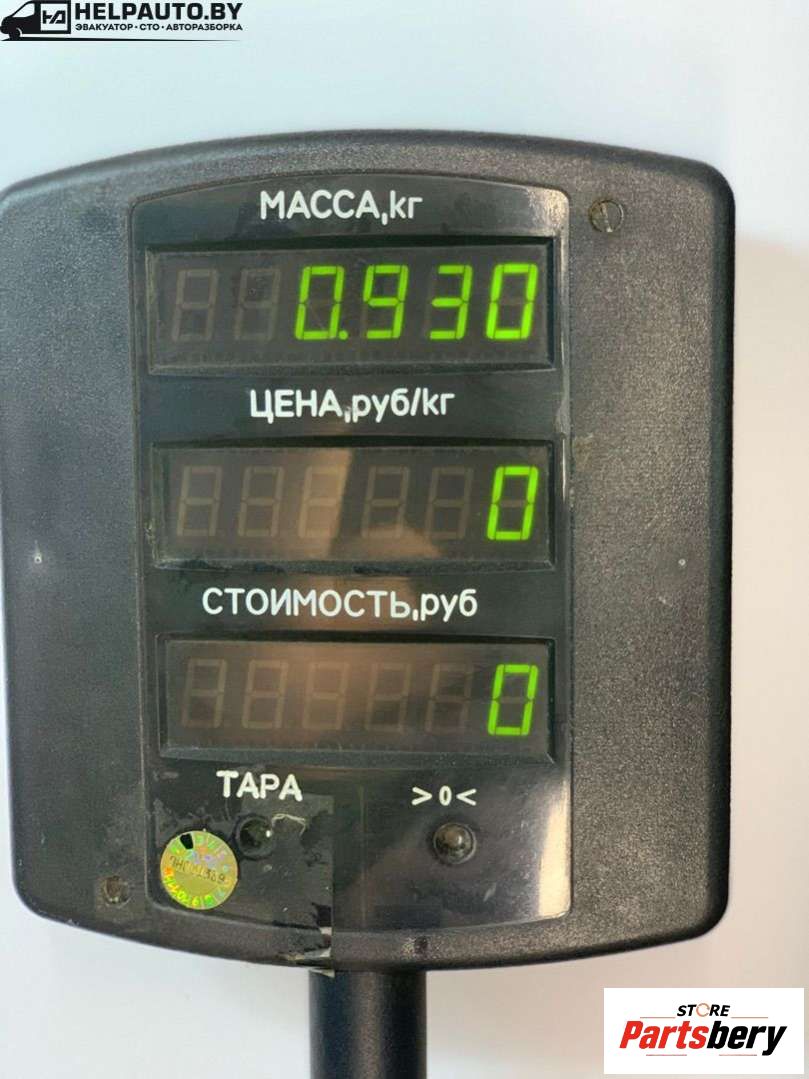 HELPAUTO.BY
ЭВАКУАТОР · СТО · АВТОРАЗБОРКА
МАССА,кг
0.930
ЦЕНА,руб/кг
0
СТОИМОСТЬ,руб
0
ТАРА
>0<
STORE
Partsbery